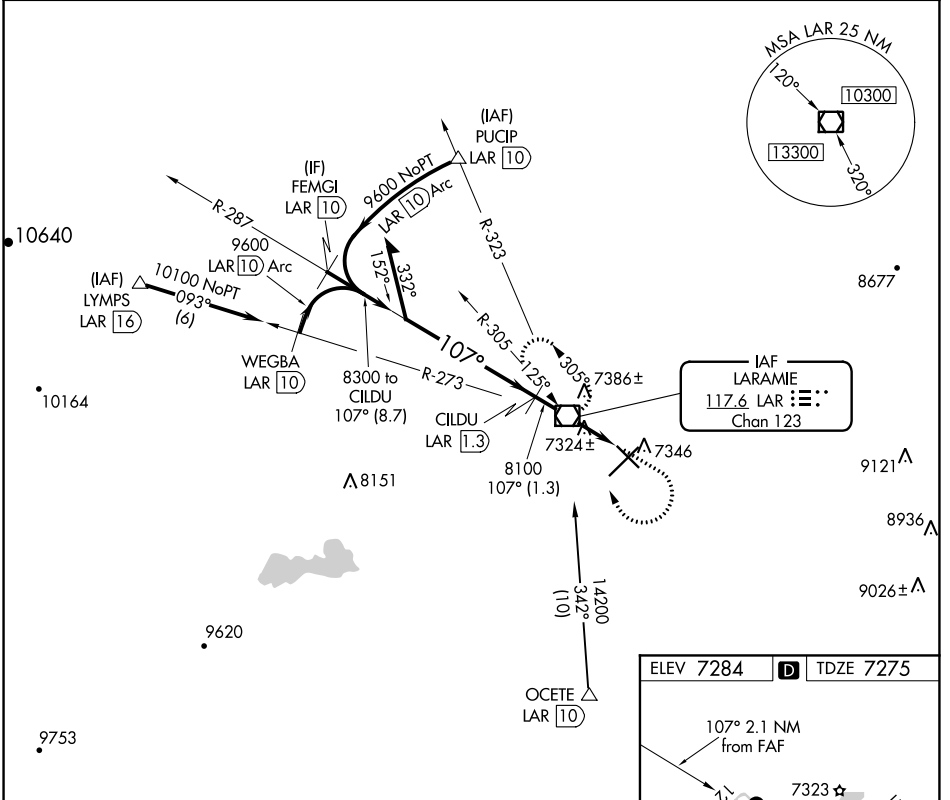 MSA LAR 25 NM
120°
10300
13300
320°
(IAF)
PUCIP
LAR 10
(IF)
FEMGI
LAR 10
9600 NoPT
LAR 10 Arc
R-287
R-323
10640
9600
LAR 10 Arc
152°
332°
8677
(IAF)
LYMPS
LAR 16
10100 NoPT
093°
(6)
R-305
125°
305°
107°
7386±
WEGBA
LAR 10
R-273
IAF
LARAMIE
117.6 LAR
Chan 123
10164
8300 to
CILDU
107° (8.7)
CILDU
LAR 1.3
7324±
7346
8100
107° (1.3)
8151
9121
8936
9026±
14200
342°
(10)
9620
OCETE
LAR 10
ELEV 7284
D
TDZE 7275
9753
107° 2.1 NM
from FAF
7323